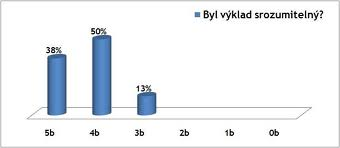 Byl výklad srozumitelný?
38%
50%
13%
5b 4b 3b 2b 1b 0b